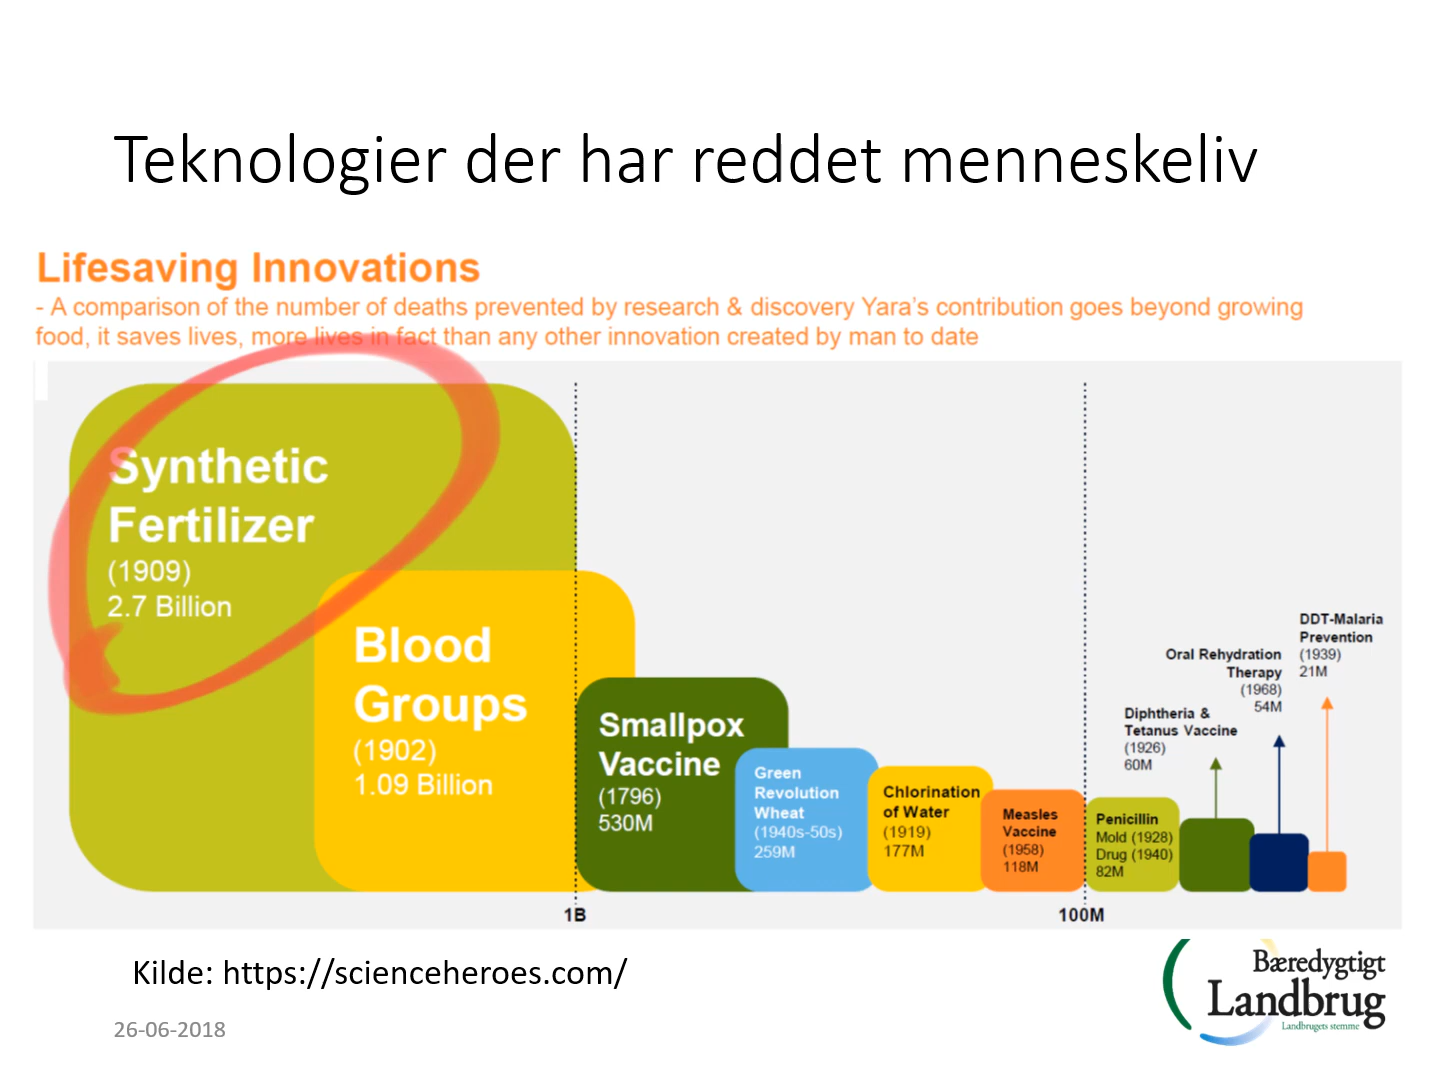 Teknologier der har reddet menneskeliv
Lifesaving Innovations
- A comparison of the number of deaths prevented by research & discovery Yara's contribution goes beyond growing
food, it saves lives, more lives in fact than any other innovation created by man to date
Synthetic
Fertilizer
(1909)
2.7 Billion
Blood
Groups
(1902)
1.09 Billion
Smallpox
Vaccine
(1796)
530M
Green
Revolution
Wheat
(1940s-50s)
259M
Chlorination
of Water
(1919)
177M
Measles
Vaccine
(1958)
118M
Penicillin
Mold (1928)
Drug (1940)
82M
Diphtheria &
Tetanus Vaccine
(1926)
60M
Oral Rehydration
Therapy
(1968)
54M
DDT-Malaria
Prevention
(1939)
21M
1B
100M
Kilde: https://scienceheroes.com/
26-06-2018
Bæredygtigt
Landbrug
Landbrugets stemme